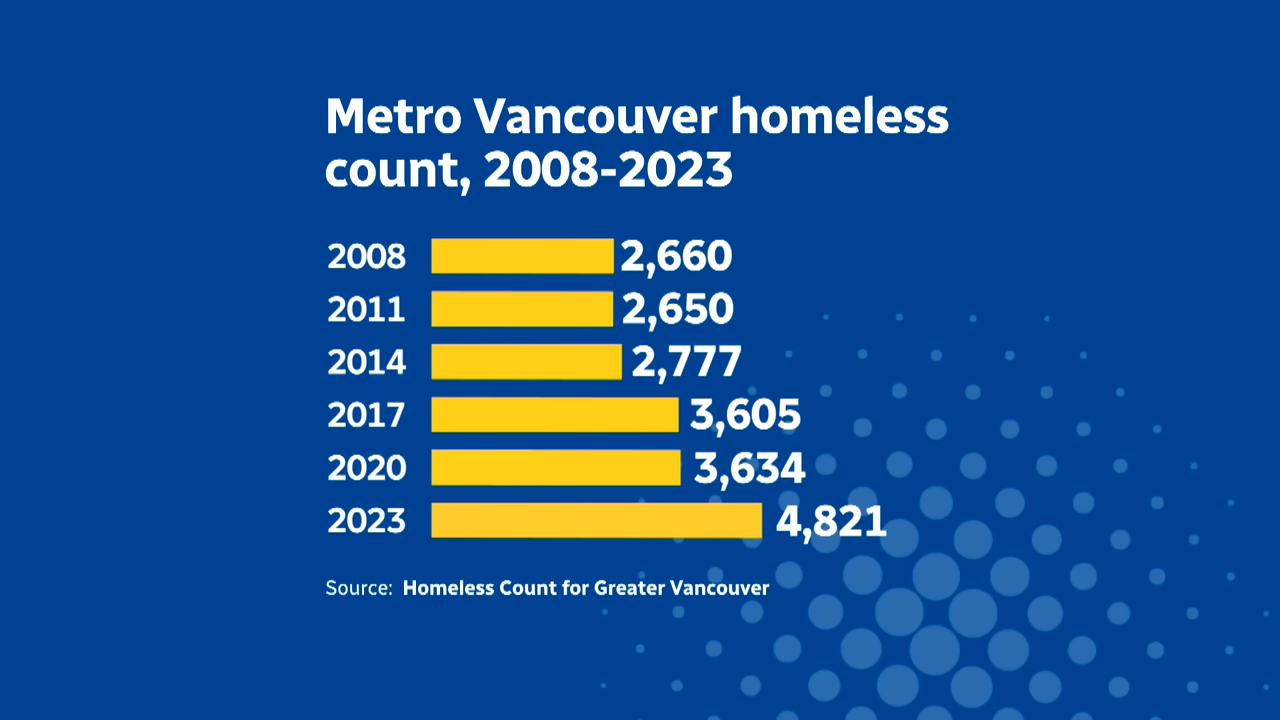 Metro Vancouver homeless
count, 2008-2023
2008 2,660
2011 2,650
2014 2,777
2017 3,605
2020 3,634
2023 4,821
Source: Homeless Count for Greater Vancouver